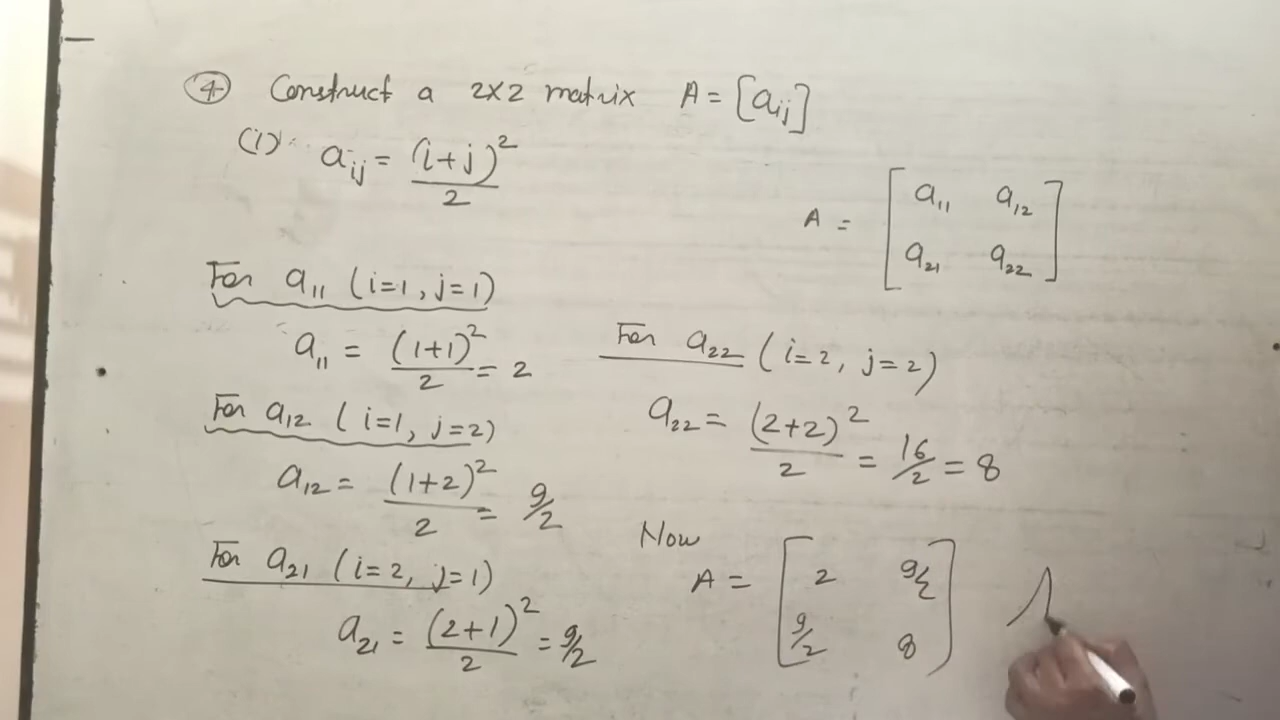 ④ Construct a 2x2 matrix A = [aij]
(i) aij = (i+j)²/2
A = [a11 a12
a21 a22]
For a11 (i=1, j=1)
a11 = (1+1)²/2 = 2
For a12 (i=1, j=2)
a12 = (1+2)²/2 = 9/2
For a21 (i=2, j=1)
a21 = (2+1)²/2 = 9/2
For a22 (i=2, j=2)
a22 = (2+2)²/2 = 16/2 = 8
Now
A = [2 9/2
9/2 8]